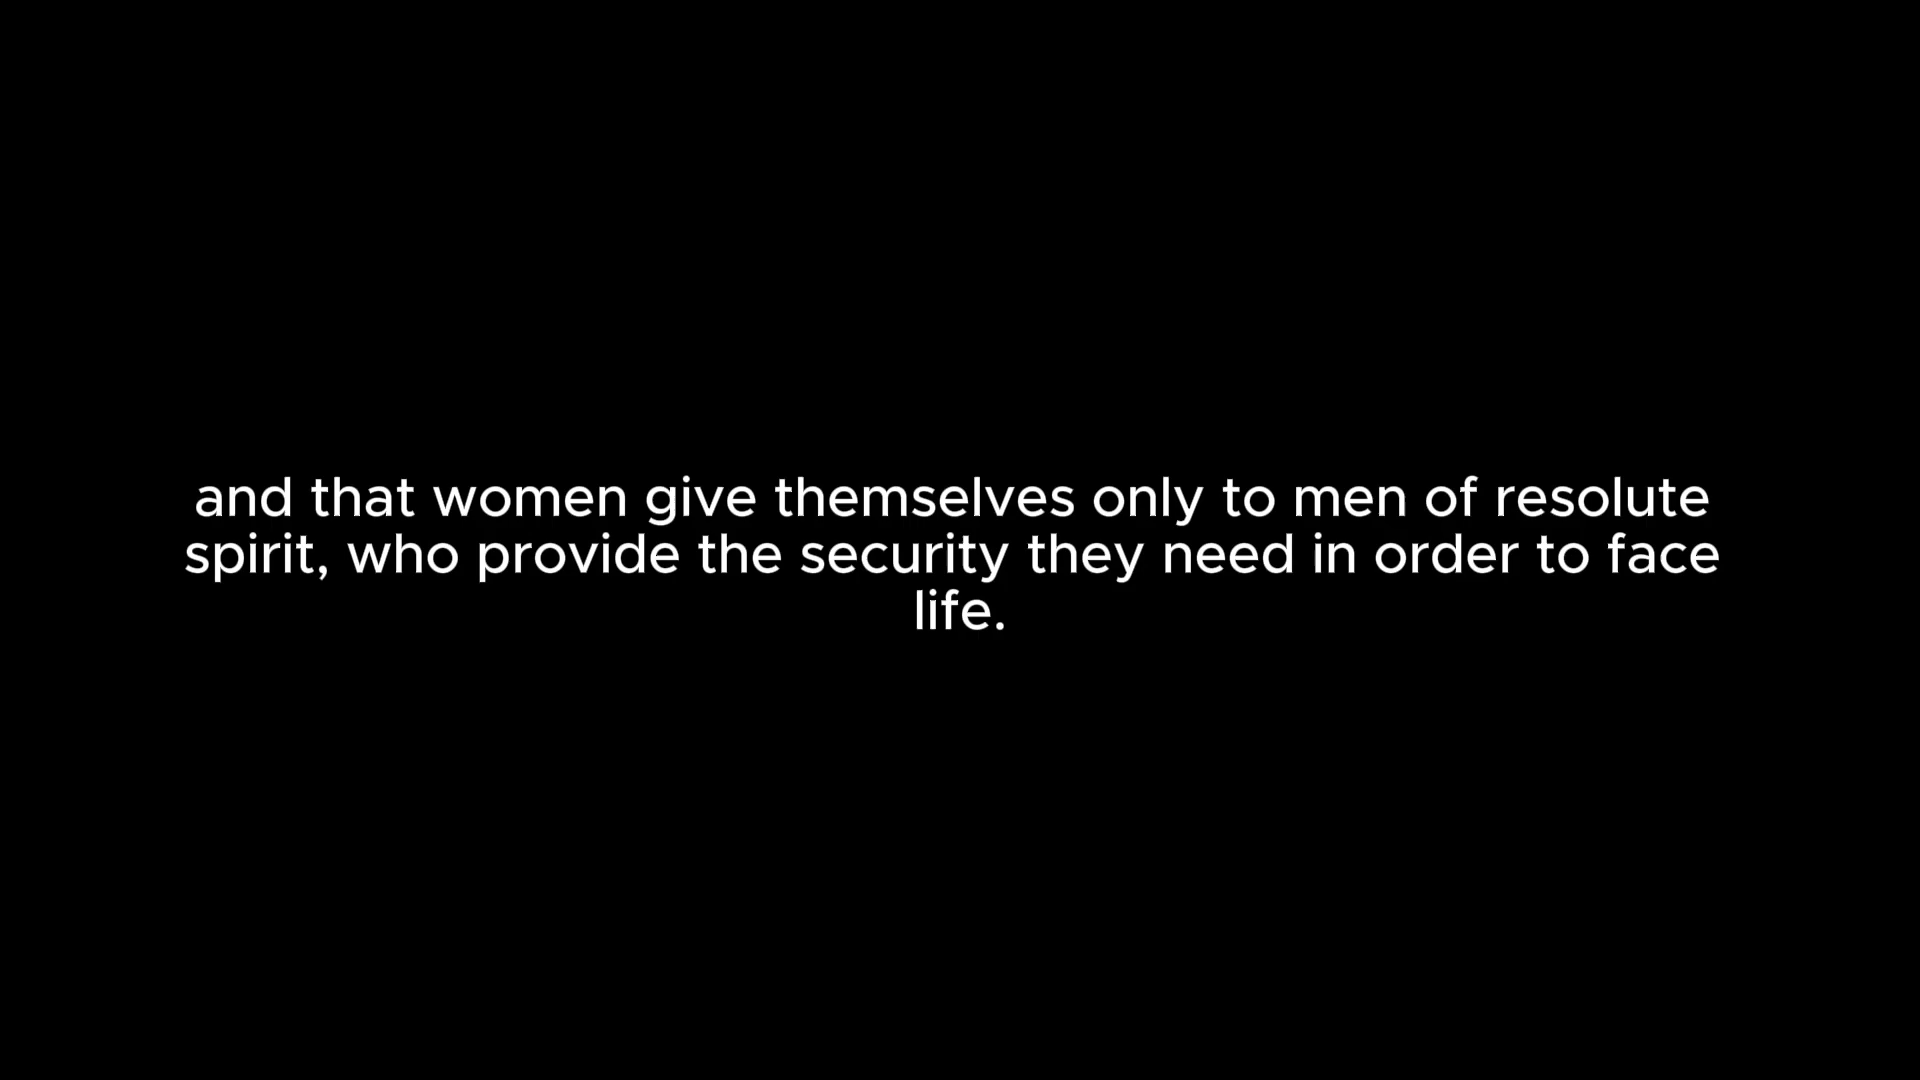 and that women give themselves only to men of resolute
spirit, who provide the security they need in order to face
life.